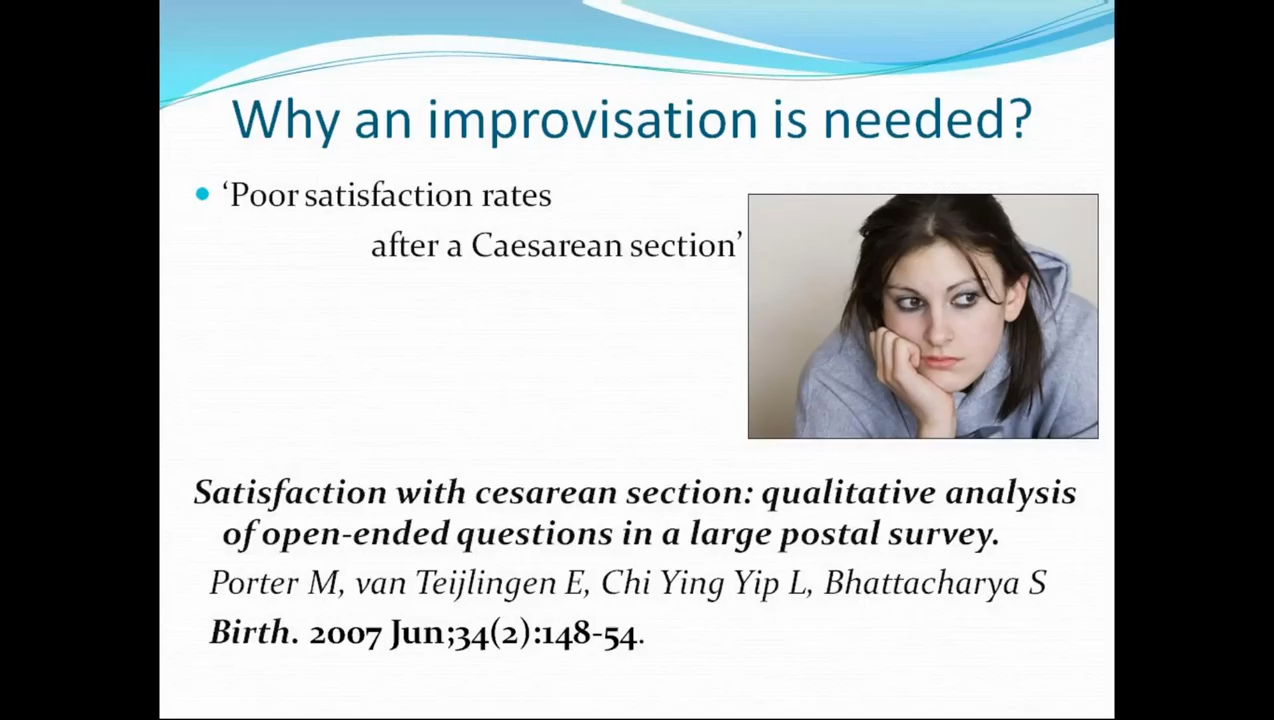 Why an improvisation is needed?
‘Poor satisfaction rates
after a Caesarean section’
Satisfaction with cesarean section: qualitative analysis
of open-ended questions in a large postal survey.
Porter M, van Teijlingen E, Chi Ying Yip L, Bhattacharya S
Birth. 2007 Jun;34(2):148-54.